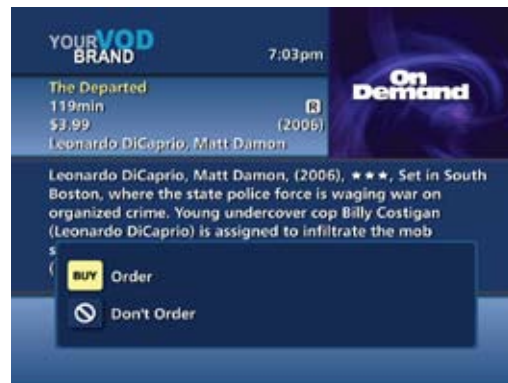 YOUR VOD
BRAND
7:03pm
On
Demand
The Departed
119min
R
$3.99
(2006)
Leonardo DiCaprio, Matt Damon
Leonardo DiCaprio, Matt Damon, (2006), ★★★, Set in South
Boston, where the state police force is waging war on
organized crime. Young undercover cop Billy Costigan
(Leonardo DiCaprio) is assigned to infiltrate the mob
s
(
BUY Order
Don't Order